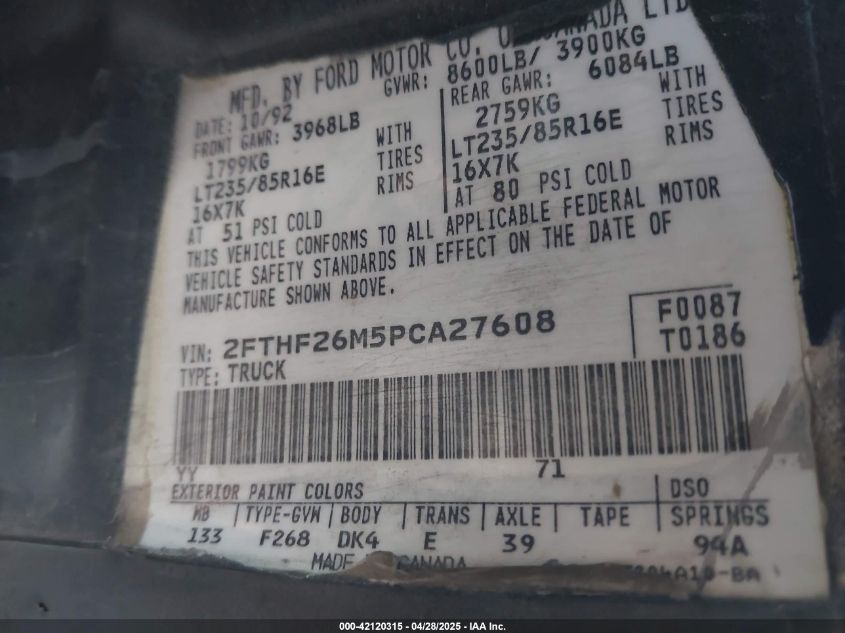 MFD. BY FORD MOTOR CO. CANADA LTD
DATE: 10/92 GVWR: 8600LB/ 3900KG
FRONT GAWR: 3968LB REAR GAWR: 6084LB
1799KG WITH 2759KG WITH
LT235/85R16E TIRES LT235/85R16E TIRES
16X7K RIMS 16X7K RIMS
AT 51 PSI COLD AT 80 PSI COLD
THIS VEHICLE CONFORMS TO ALL APPLICABLE FEDERAL MOTOR
VEHICLE SAFETY STANDARDS IN EFFECT ON THE DATE OF
MANUFACTURE SHOWN ABOVE.
VIN: 2FTHF26M5PCA27608 F0087
TYPE: TRUCK T0186
YY 71
EXTERIOR PAINT COLORS DSO
WB TYPE-GVW BODY TRANS AXLE TAPE SPRINGS
133 F268 DK4 E 39 94A
MADE CANADA
000-42120315 - 04/28/2025 - IAA Inc.